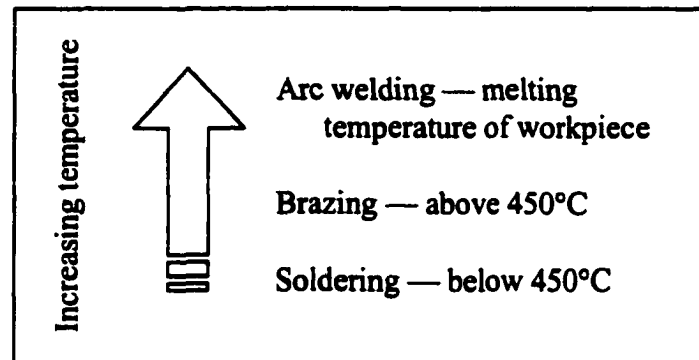 Increasing temperature
Arc welding — melting
temperature of workpiece
Brazing — above 450°C
Soldering — below 450°C